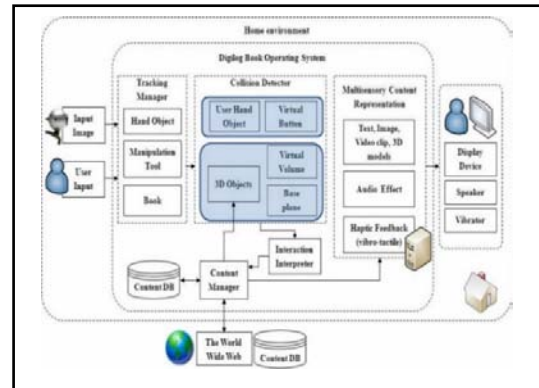 Home environment
Digilog Book Operating System
Tracking
Manager
Hand Object
Manipulation
Tool
Book
Collision Detector
User Hand
Object
Virtual
Button
3D Objects
Virtual
Volume
Base
plane
Multisensory Content
Representation
Text, Image,
Video clip, 3D
models
Audio Effect
Haptic Feedback
(vibro-tactile)
Input
Image
User
Input
Display
Device
Speaker
Vibrator
Interaction
Interpreter
Content DB
Content
Manager
The World
Wide Web
Content DB